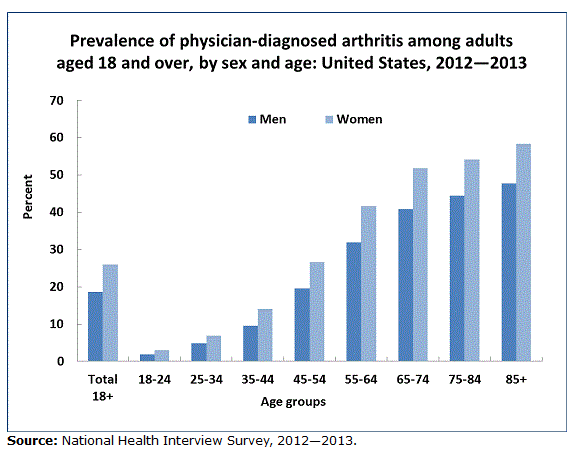 Prevalence of physician-diagnosed arthritis among adults
aged 18 and over, by sex and age: United States, 2012—2013
70
60
50
40
30
20
10
0
Percent
Men Women
Total 18-24 25-34 35-44 45-54 55-64 65-74 75-84 85+
18+
Age groups
Source: National Health Interview Survey, 2012—2013.